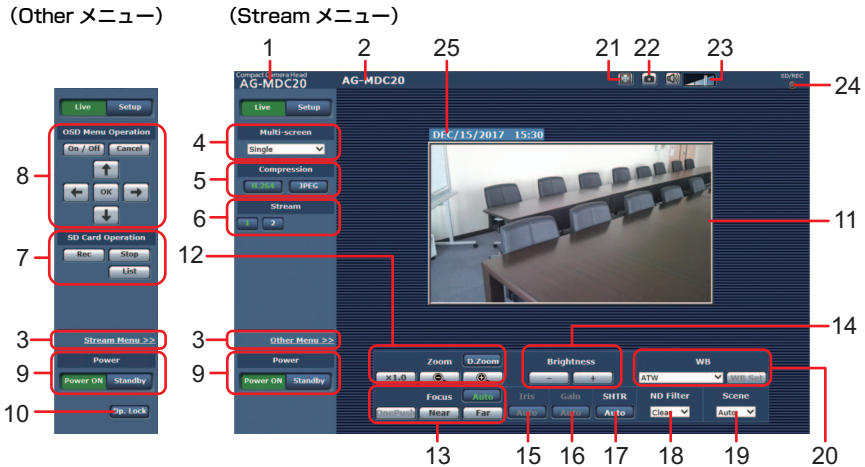 (Other メニュー)
(Stream メニュー)
1
2
25
21
22
23
Compact Camera Head
AG-MDC20
AG-MDC20
SD/REC
24
Live
Setup
Live
Setup
OSD Menu Operation
On / Off
Cancel
OK
8
4
Multi-screen
Single
DEC/15/2017 15:30
5
Compression
H.264
JPEG
6
Stream
1
2
11
7
SD Card Operation
Rec
Stop
List
12
14
3
Stream Menu >>
3
Other Menu >>
9
Power
Power ON
Standby
9
Power
Power ON
Standby
Zoom
D.Zoom
×1.0
Brightness
−
+
WB
ATW
WB Set
10
Op. Lock
Focus
Auto
OnePush
Near
Far
Iris
Auto
Gain
Auto
SHTR
Auto
ND Filter
Clear
Scene
Auto
13
15
16
17
18
19
20